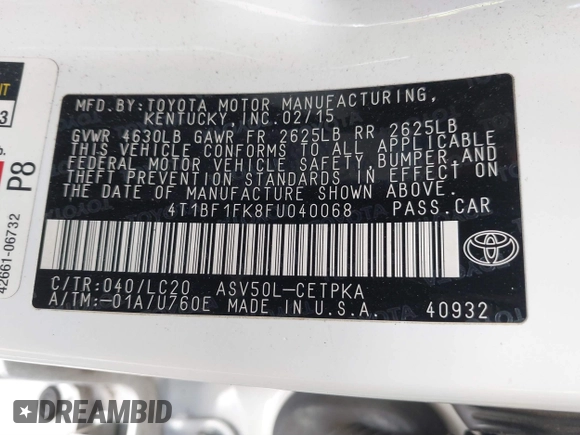 MFD.BY:TOYOTA MOTOR MANUFACTURING,
KENTUCKY,INC.02/15
GVWR 4630LB GAWR FR 2625LB RR 2625LB
THIS VEHICLE CONFORMS TO ALL APPLICABLE
FEDERAL MOTOR VEHICLE SAFETY, BUMPER,AND
THEFT PREVENTION STANDARDS IN EFFECT ON
THE DATE OF MANUFACTURE SHOWN ABOVE.
4T1BF1FK8FU040068 PASS.CAR
C/TR:040/LC20 ASV50L-CETPKA
A/TM:-01A/U760E MADE IN U.S.A. 40932
TOYOTA
P8
42661-06732
3
DREAMBID